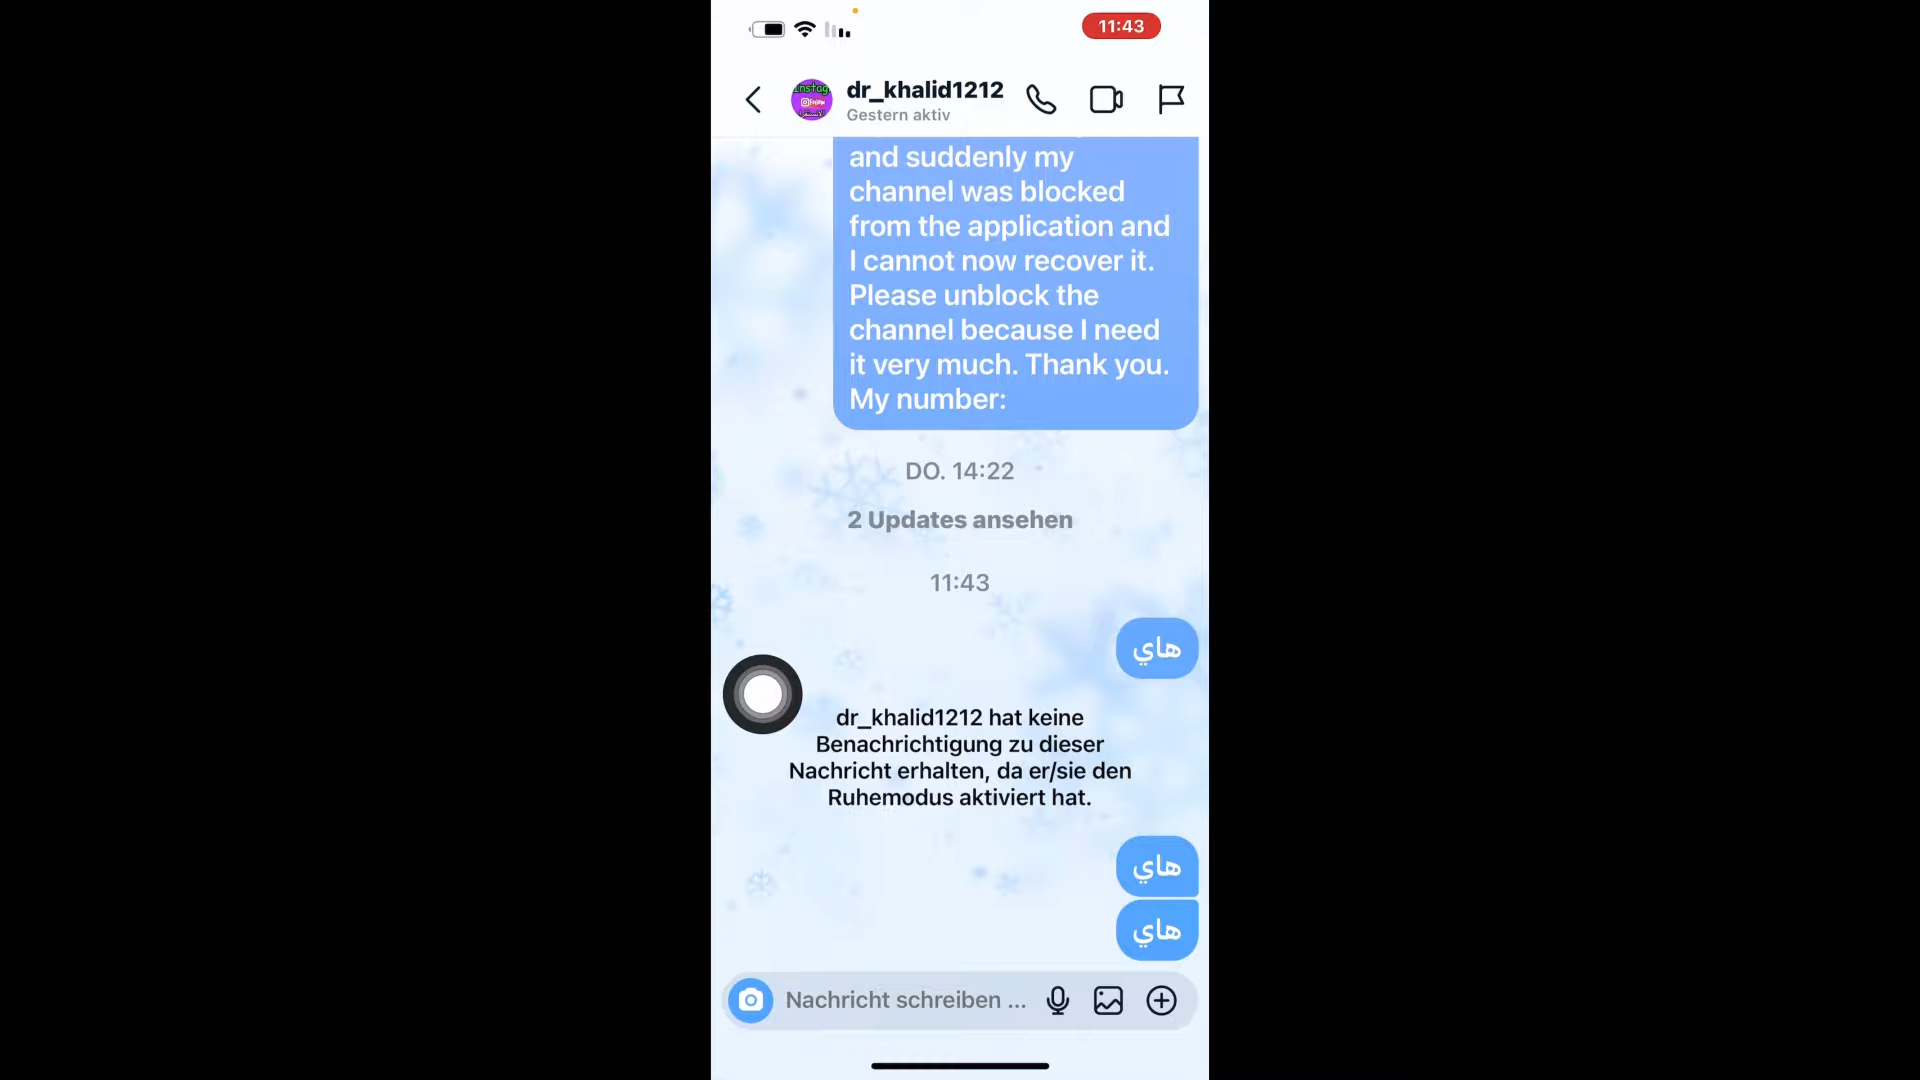 11:43
dr_khalid1212
Gestern aktiv
and suddenly my
channel was blocked
from the application and
I cannot now recover it.
Please unblock the
channel because I need
it very much. Thank you.
My number:
DO. 14:22
2 Updates ansehen
11:43
هاي
dr_khalid1212 hat keine
Benachrichtigung zu dieser
Nachricht erhalten, da er/sie den
Ruhemodus aktiviert hat.
هاي
هاي
Nachricht schreiben ...